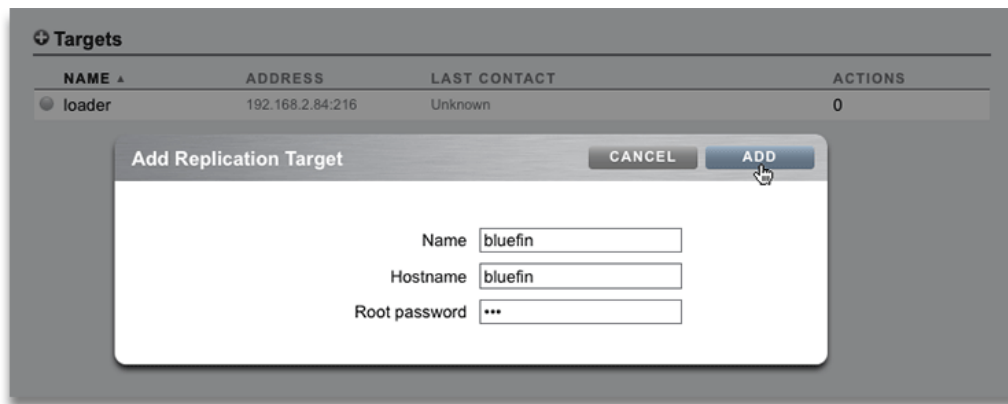 Targets
NAME ADDRESS LAST CONTACT ACTIONS
loader 192.168.2.84:216 Unknown 0
Add Replication Target CANCEL ADD
Name bluefin
Hostname bluefin
Root password •••